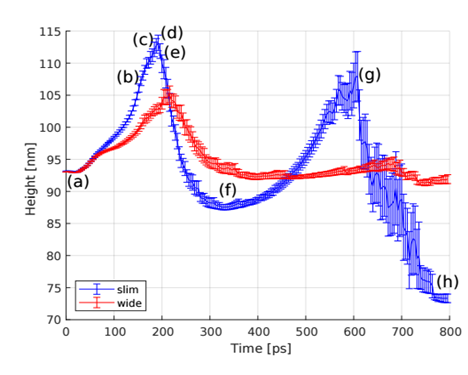 115
110
105
100
95
90
85
80
75
70
Height [nm]
(a)
(b)
(c)
(d)
(e)
(f)
(g)
(h)
slim
wide
0 100 200 300 400 500 600 700 800
Time [ps]